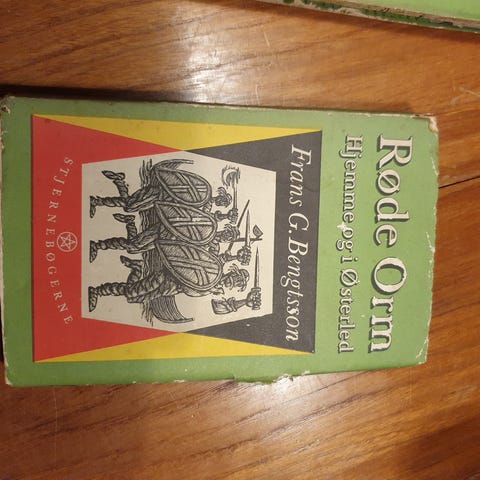 Røde Orm
Hjemme og i Østerled
Frans G. Bengtsson
STJERNEBØGERNE